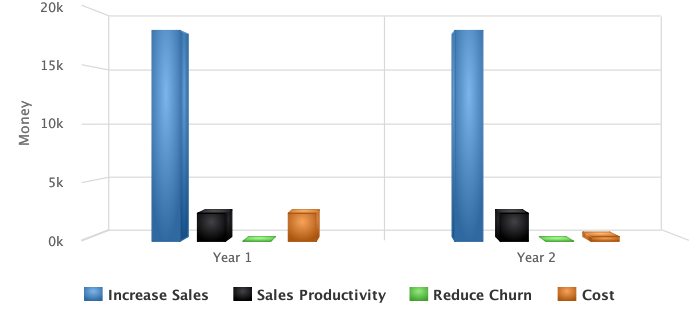 20k
15k
10k
5k
0k
Money
Year 1
Year 2
Increase Sales
Sales Productivity
Reduce Churn
Cost